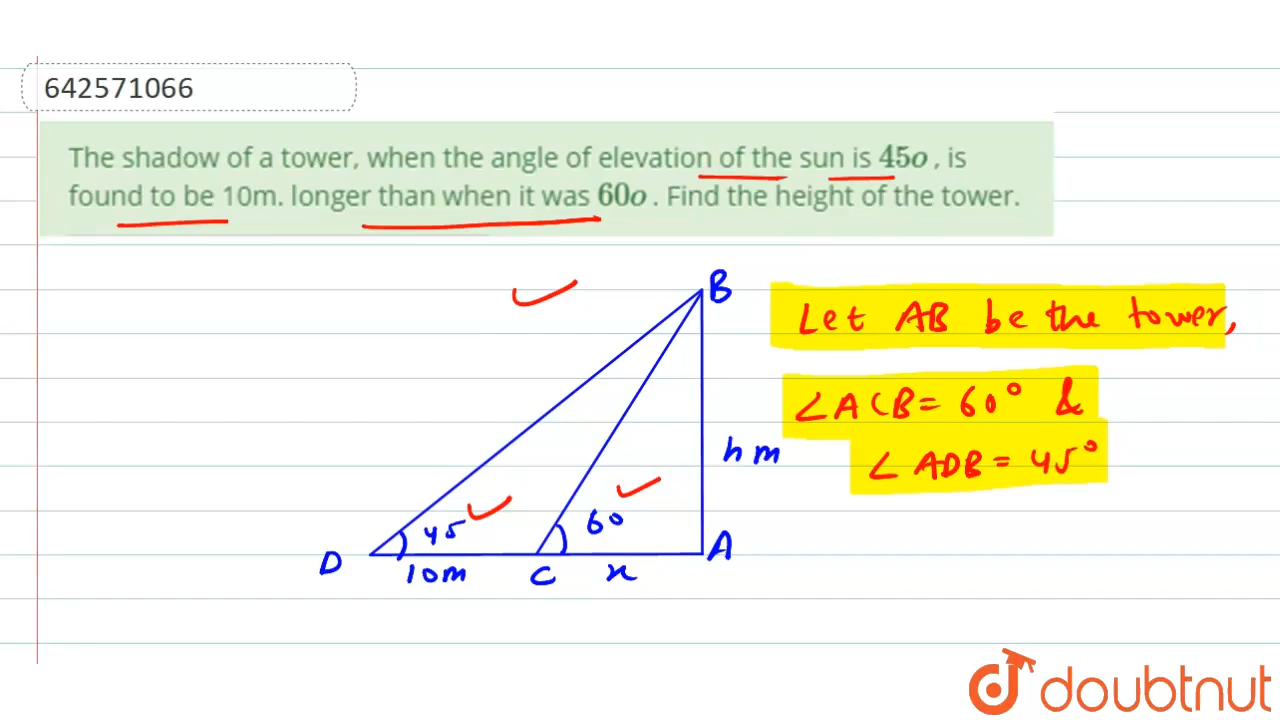 642571066
The shadow of a tower, when the angle of elevation of the sun is 45o , is
found to be 10m. longer than when it was 60o . Find the height of the tower.
B
Let AB be the tower,
∠ACB = 60° &
h m
∠ADB = 45°
45
60
D
A
10m
C
x
doubtnut